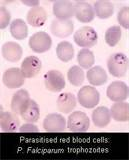 Parasitised red blood cells:
P. Falciparum trophozoites